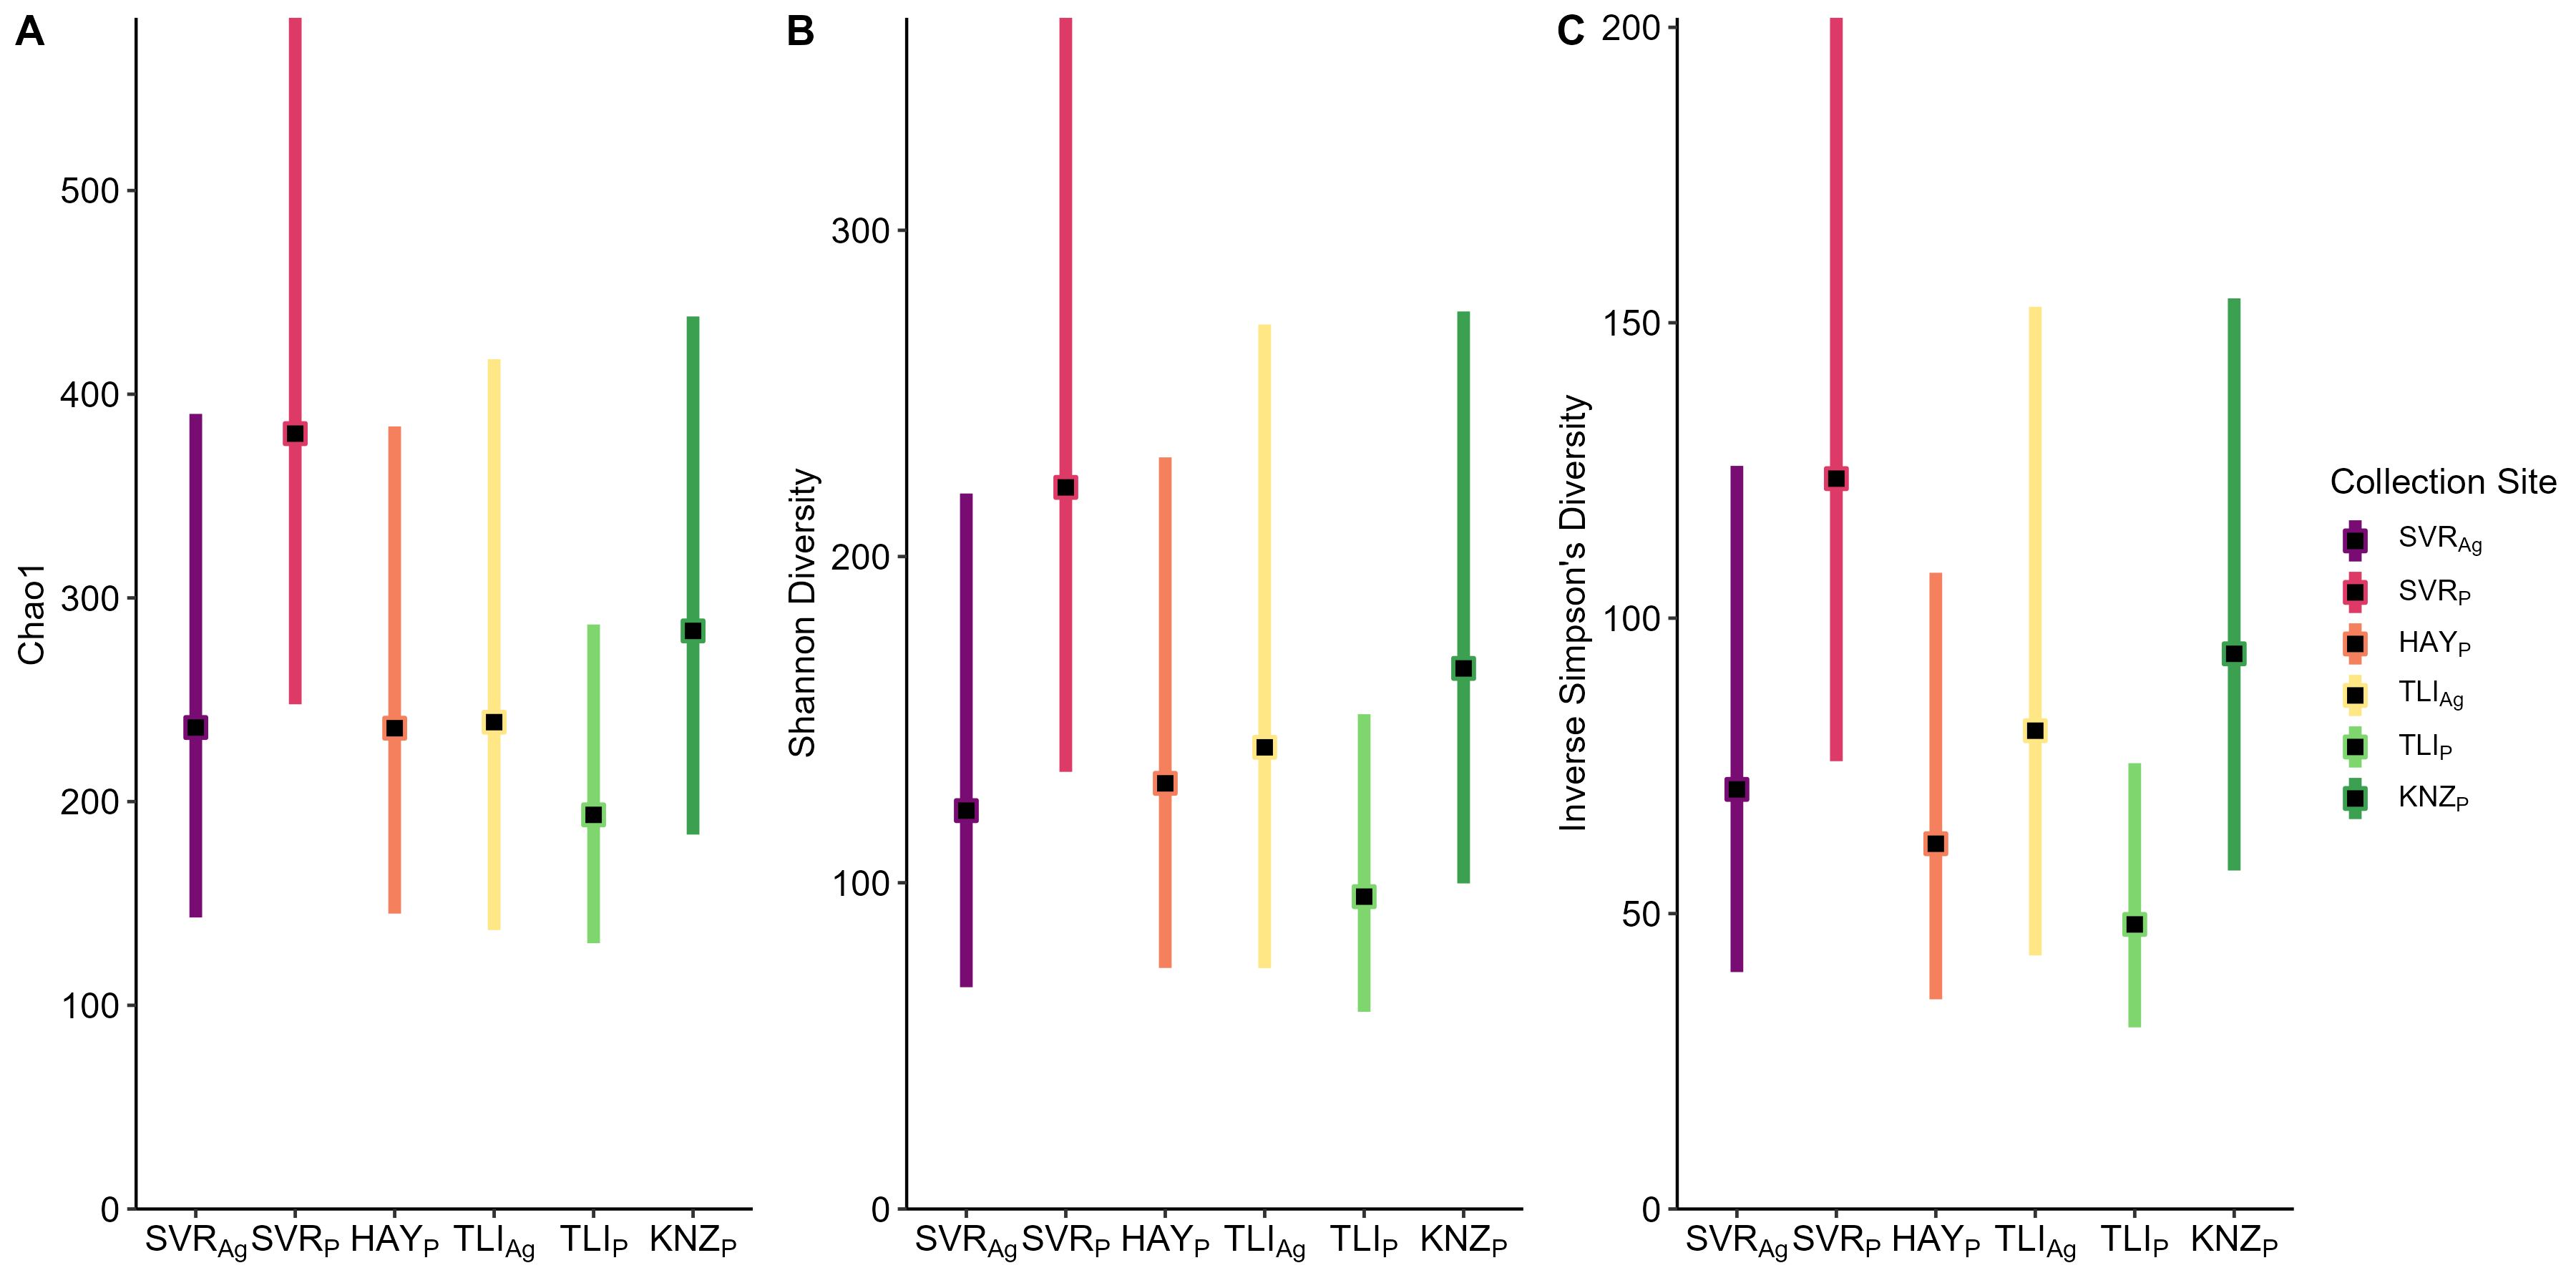 A
Chao1
500
400
300
200
100
0
SVRAg SVRP HAYP TLIAg TLIP KNZP
B
Shannon Diversity
300
200
100
0
SVRAg SVRP HAYP TLIAg TLIP KNZP
C
Inverse Simpson's Diversity
200
150
100
50
0
SVRAg SVRP HAYP TLIAg TLIP KNZP
Collection Site
SVRAg
SVRP
HAYP
TLIAg
TLIP
KNZP